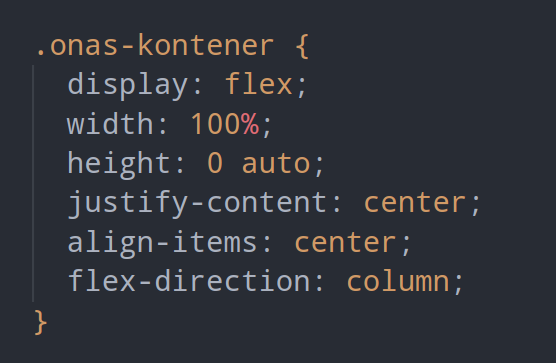 .onas-kontener {
display: flex;
width: 100%;
height: 0 auto;
justify-content: center;
align-items: center;
flex-direction: column;
}